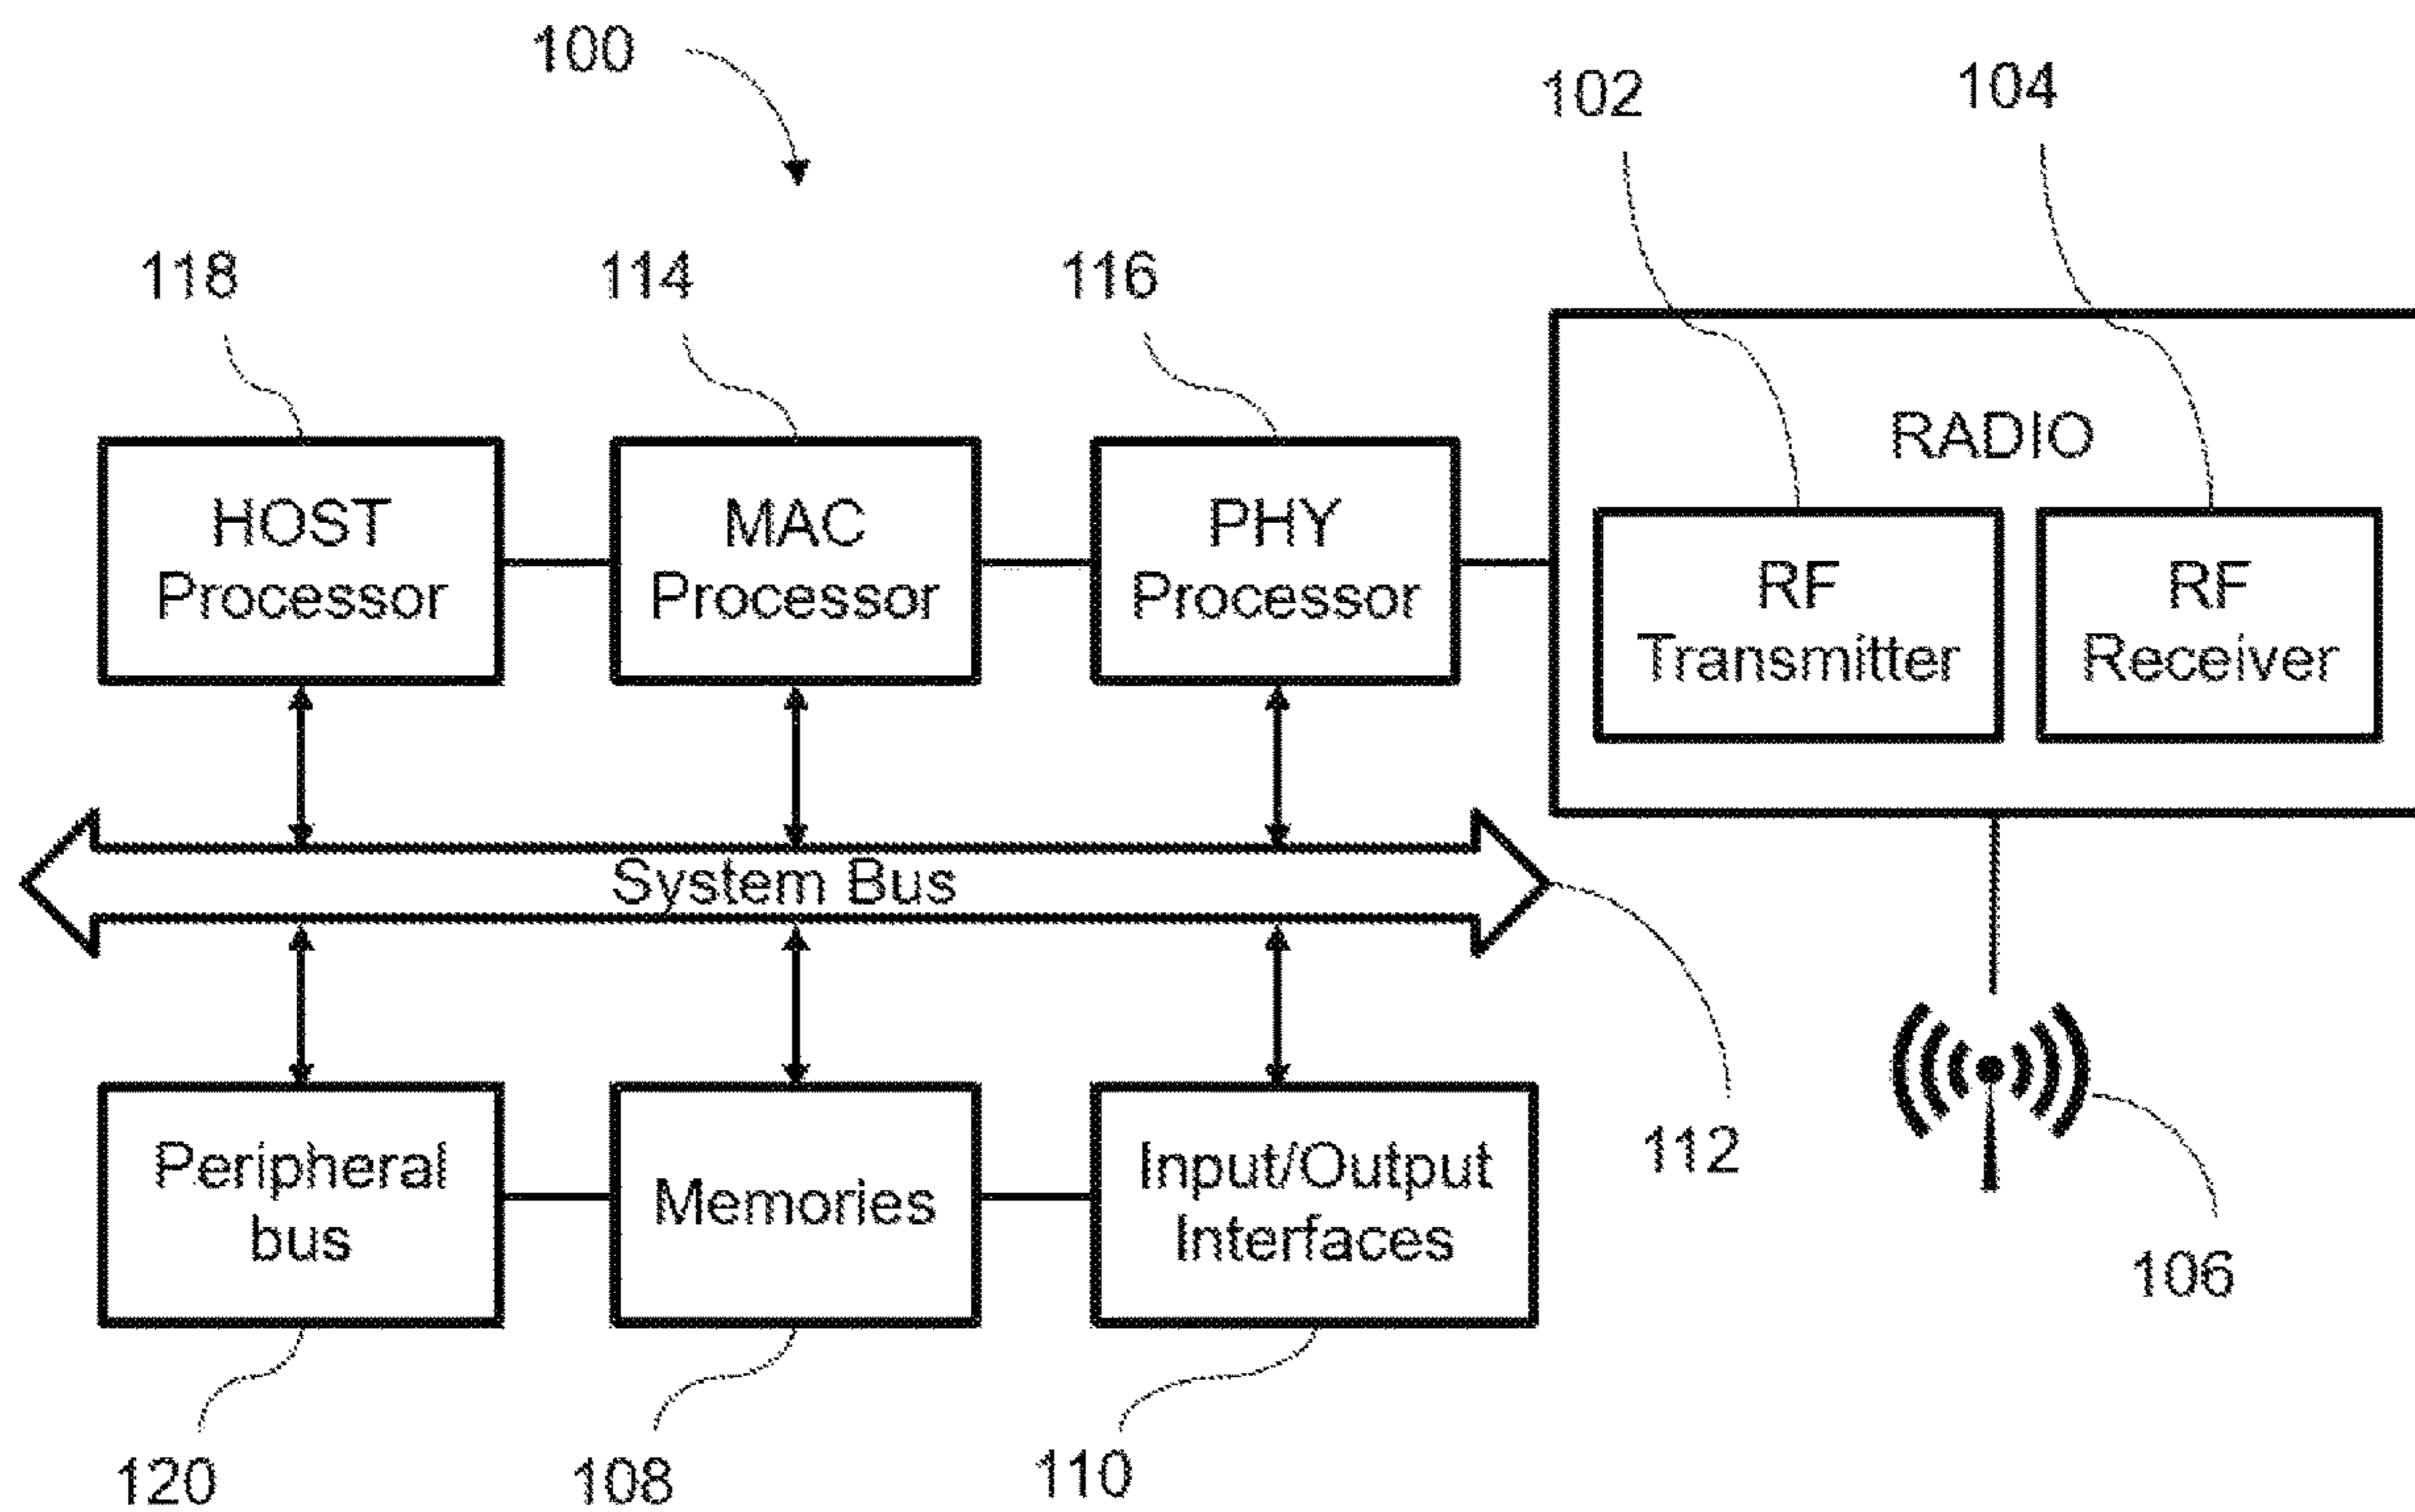 100
102
104
118
114
116
RADIO
HOST
Processor
MAC
Processor
PHY
Processor
RF
Transmitter
RF
Receiver
System Bus
112
Peripheral
bus
Memories
Input/Output
Interfaces
106
120
108
110